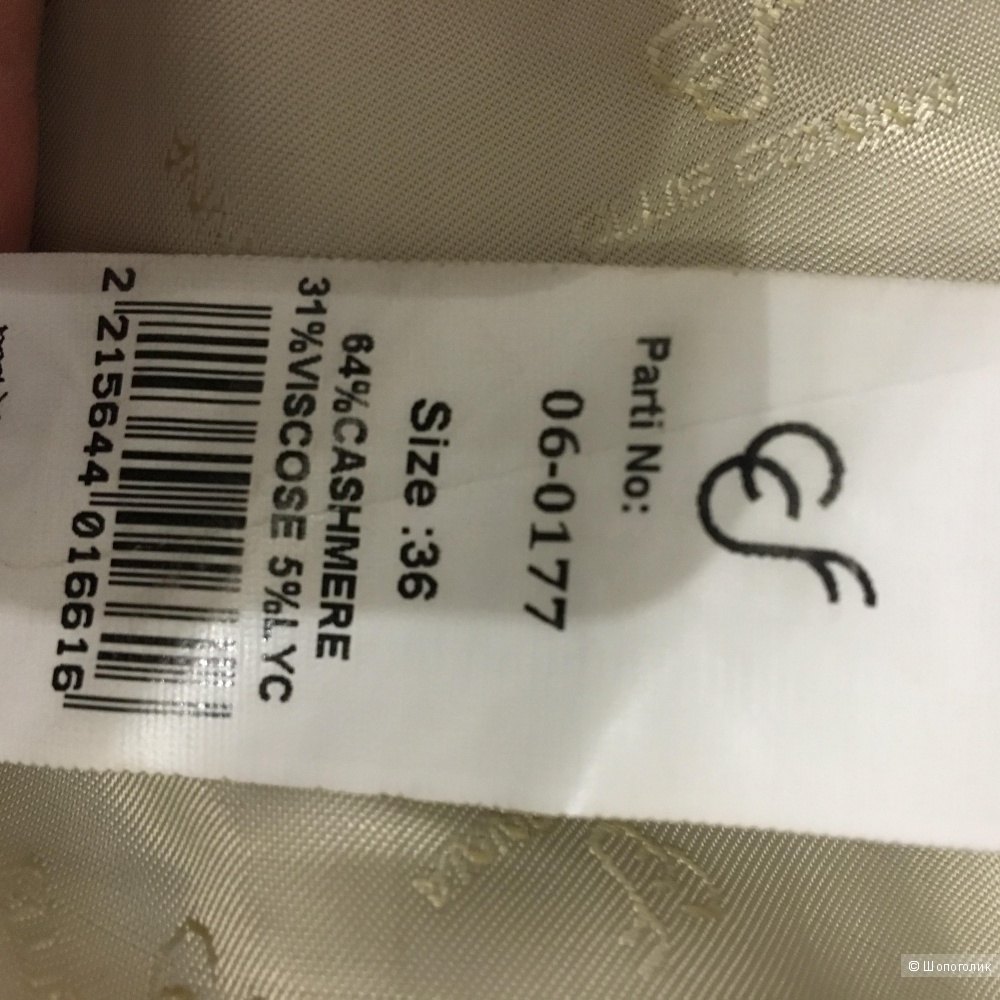 Parti No:
06-0177
Size :36
64%CASHMERE
31%VISCOSE 5%LYC
2 215644 016616
© Шопоголик